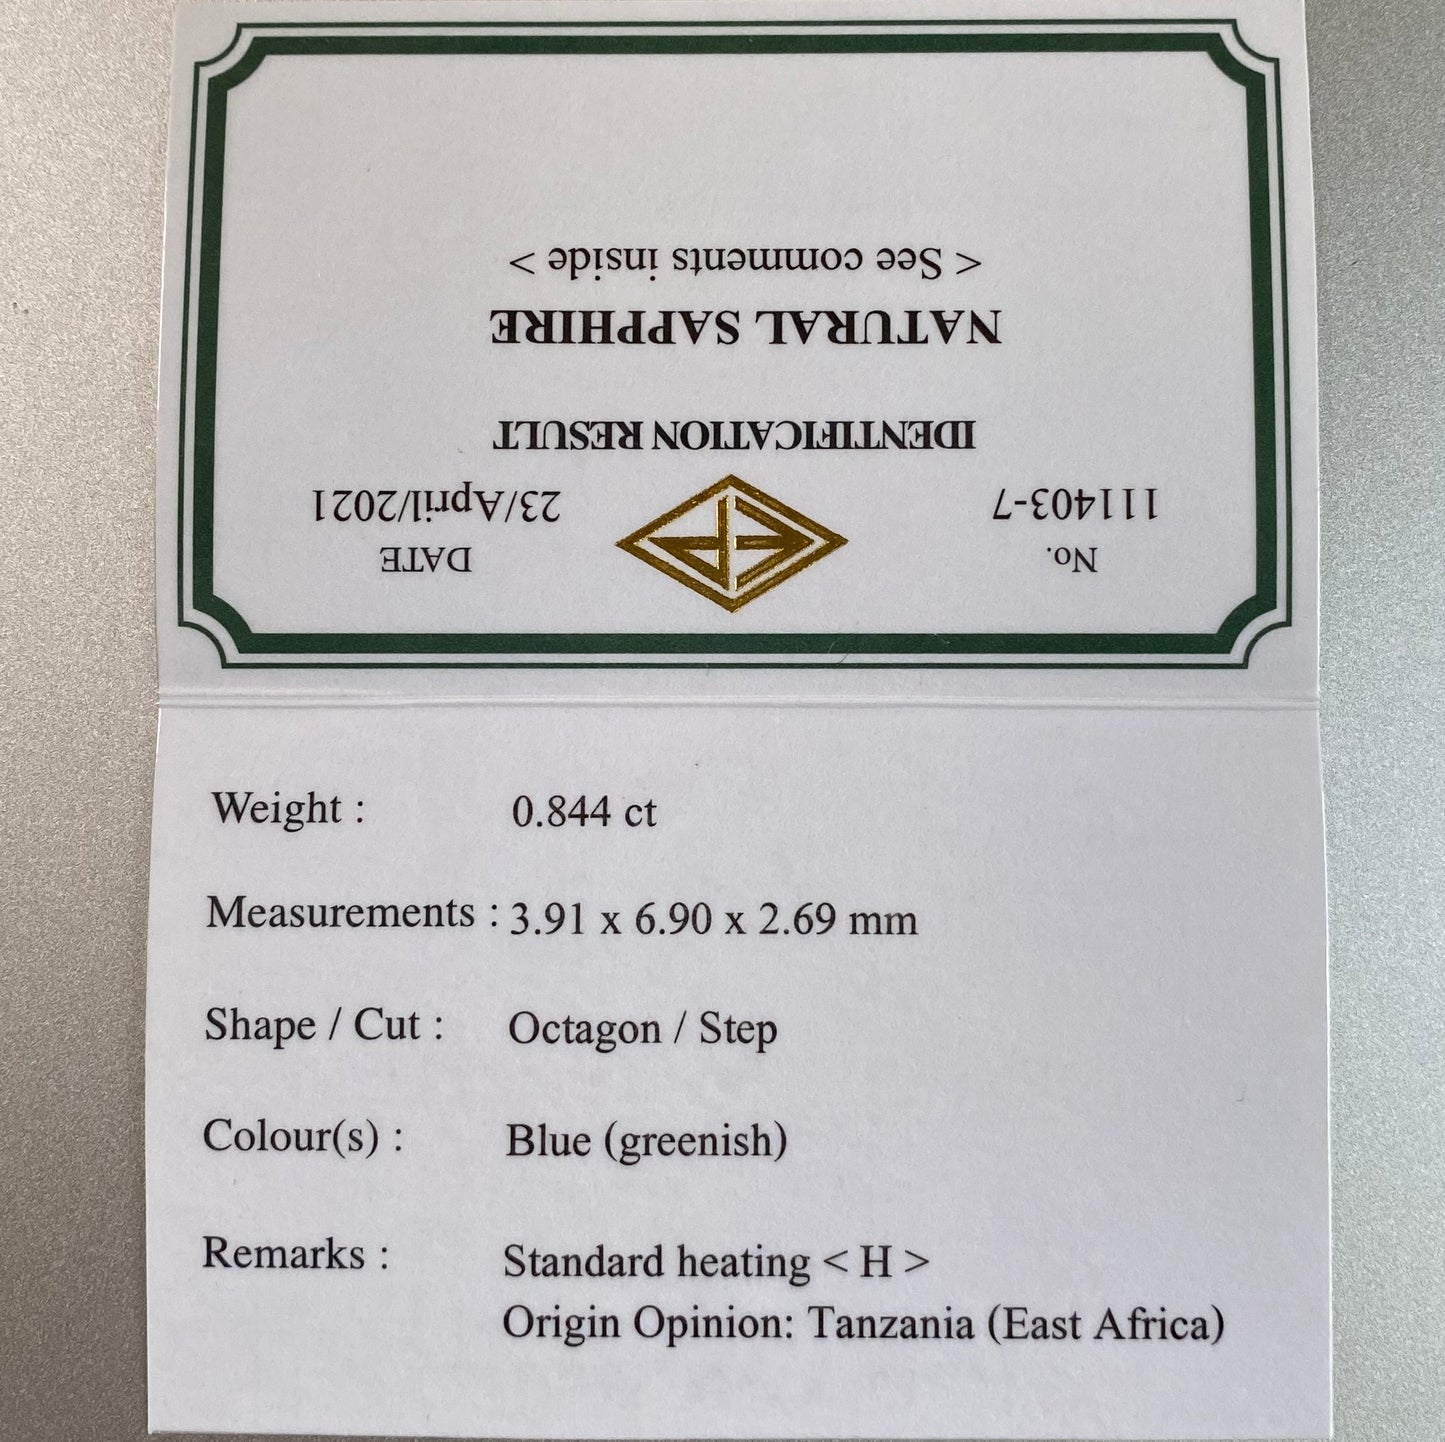 No.
111403-7
DATE
23/April/2021
IDENTIFICATION RESULT
NATURAL SAPPHIRE
< See comments inside >
Weight : 0.844 ct
Measurements : 3.91 x 6.90 x 2.69 mm
Shape / Cut : Octagon / Step
Colour(s) : Blue (greenish)
Remarks : Standard heating < H >
Origin Opinion: Tanzania (East Africa)